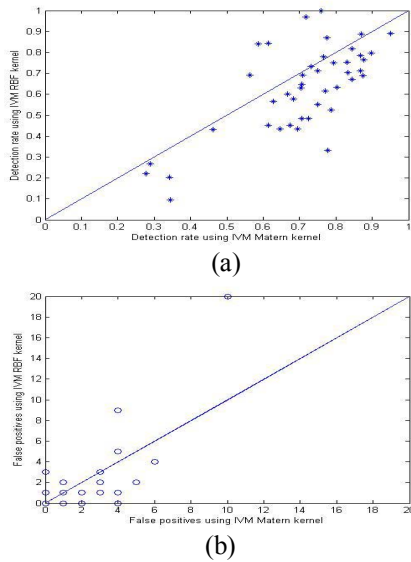 1
0.9
0.8
0.7
0.6
0.5
0.4
0.3
0.2
0.1
0
Detection rate using IVM RBF kernel
0 0.1 0.2 0.3 0.4 0.5 0.6 0.7 0.8 0.9 1
Detection rate using IVM Matern kernel
(a)
20
18
16
14
12
10
8
6
4
2
0
False positives using IVM RBF kernel
0 2 4 6 8 10 12 14 16 18 20
False positives using IVM Matern kernel
(b)